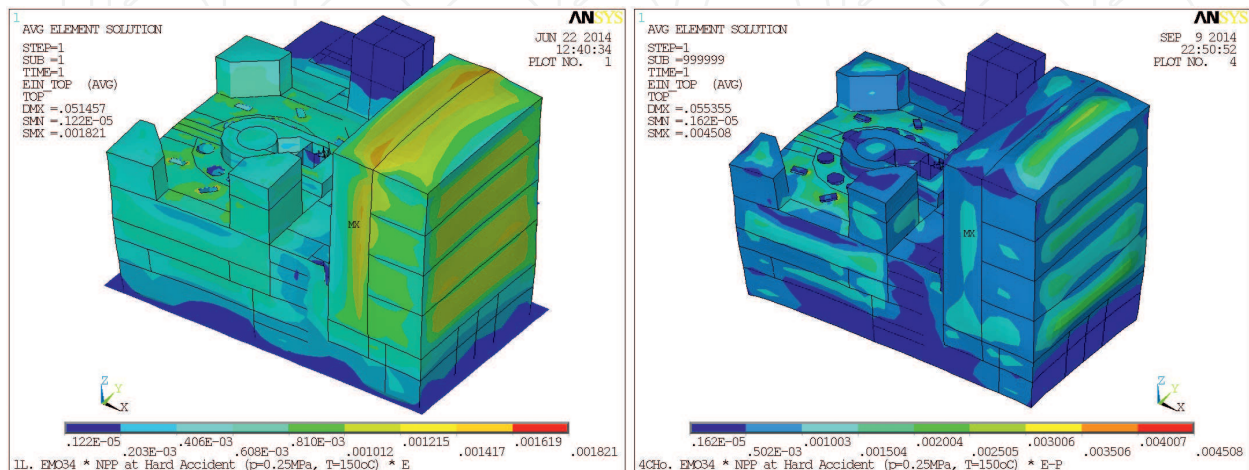 1
ANSYS
AVG ELEMENT SOLUTION
JUN 22 2014
12:40:34
PLOT NO. 1
STEP=1
SUB =1
TIME=1
EIN_TOP (AVG)
TOP
DMX =.051457
SMN =.122E-05
SMX =.001821
MX
Z
Y
X
.122E-05 .406E-03 .810E-03 .001215 .001619
.203E-03 .608E-03 .001012 .001417 .001821
1L. EMO34 * NPP at Hard Accident (p=0.25MPa, T=150oC) * E
1
ANSYS
AVG ELEMENT SOLUTION
SEP 9 2014
22:50:52
PLOT NO. 4
STEP=1
SUB =999999
TIME=1
EIN_TOP (AVG)
TOP
DMX =.055355
SMN =.162E-05
SMX =.004508
MX
Z
Y
X
.162E-05 .001003 .002004 .003006 .004007
.502E-03 .001504 .002505 .003506 .004508
4CHo. EMO34 * NPP at Hard Accident (p=0.25MPa, T=150oC) * E-P